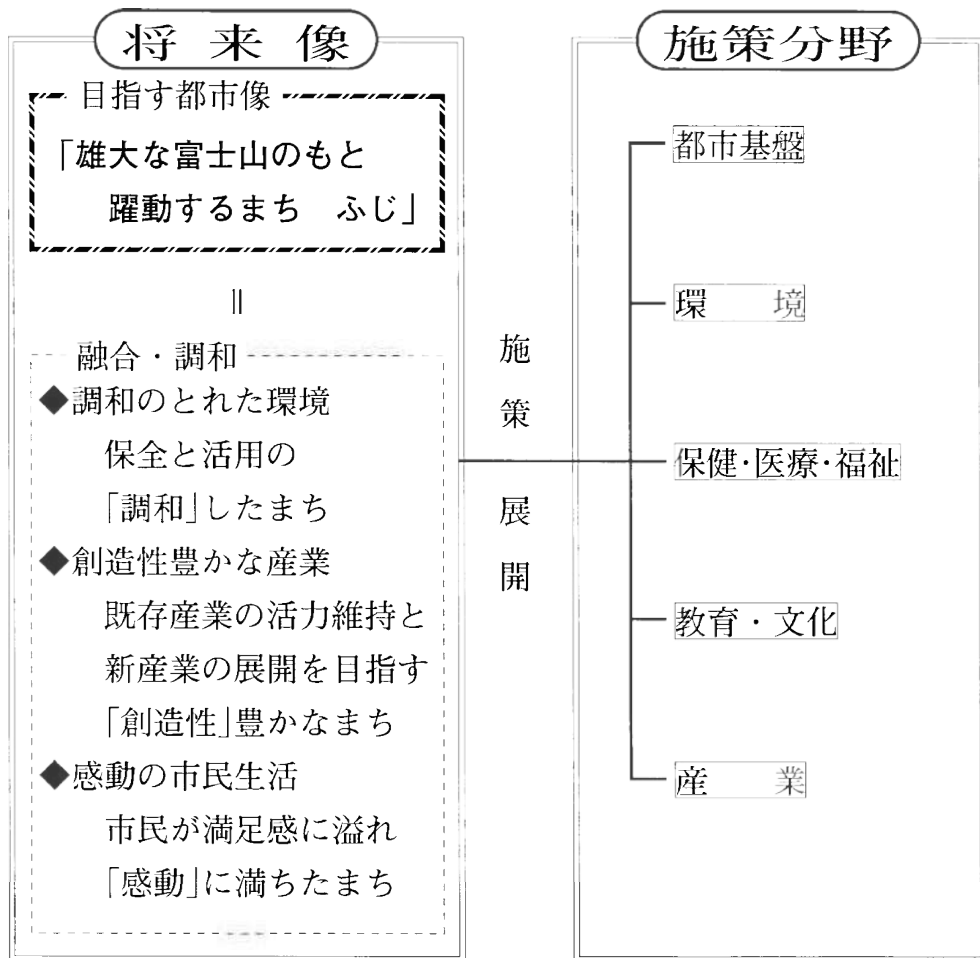 将来像
目指す都市像
「雄大な富士山のもと
躍動するまち　ふじ」
॥
融合・調和
◆調和のとれた環境
保全と活用の
「調和」したまち
◆創造性豊かな産業
既存産業の活力維持と
新産業の展開を目指す
「創造性」豊かなまち
◆感動の市民生活
市民が満足感に溢れ
「感動」に満ちたまち
施策展開
施策分野
都市基盤
環境
保健・医療・福祉
教育・文化
産業